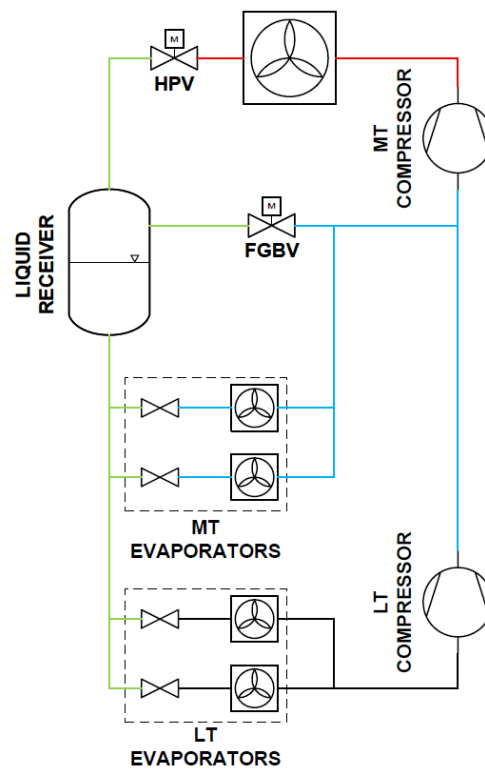 M
HPV
MT
COMPRESSOR
M
FGBV
LIQUID
RECEIVER
MT
EVAPORATORS
LT
COMPRESSOR
LT
EVAPORATORS